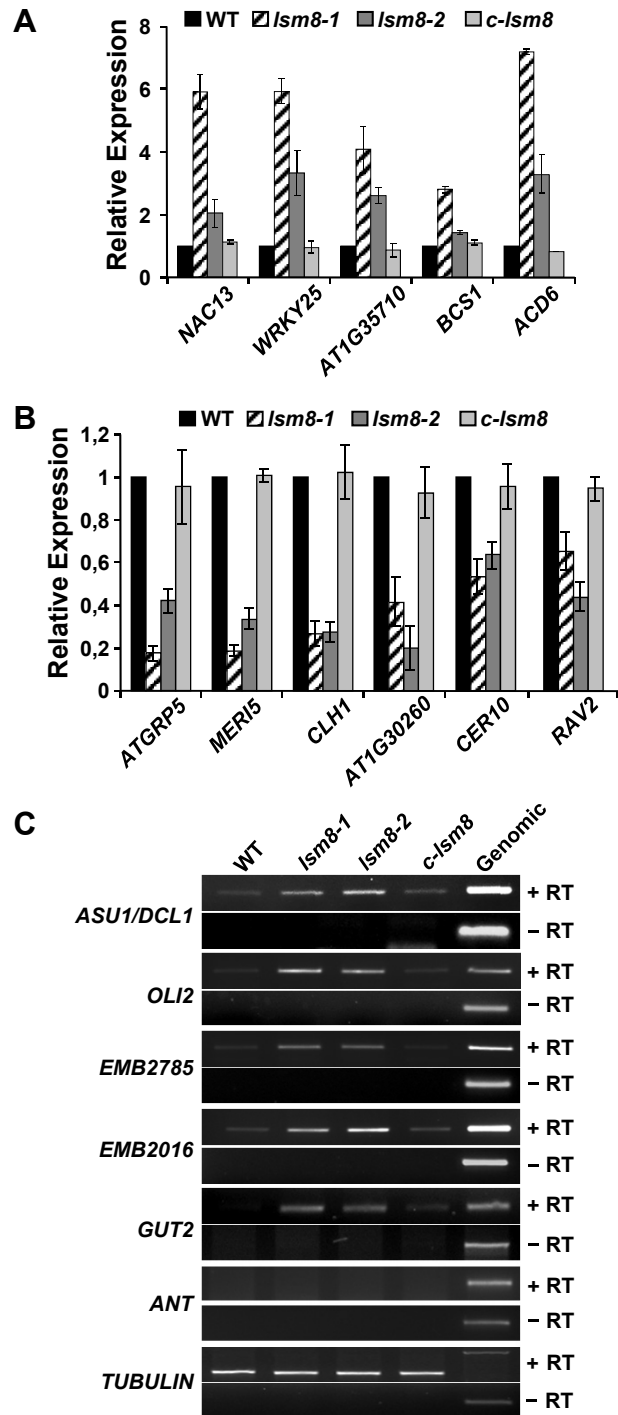 A
WT lsm8-1 lsm8-2 c-lsm8
Relative Expression
8
6
4
2
0
NAC13 WRKY25 AT1G35710 BCS1 ACD6
B
WT lsm8-1 lsm8-2 c-lsm8
Relative Expression
1,2
1
0,8
0,6
0,4
0,2
0
ATGRP5 MERI5 CLH1 AT1G30260 CER10 RAV2
C
WT lsm8-1 lsm8-2 c-lsm8 Genomic
ASU1/DCL1
+ RT
– RT
OLI2
+ RT
– RT
EMB2785
+ RT
– RT
EMB2016
+ RT
– RT
GUT2
+ RT
– RT
ANT
+ RT
– RT
TUBULIN
+ RT
– RT